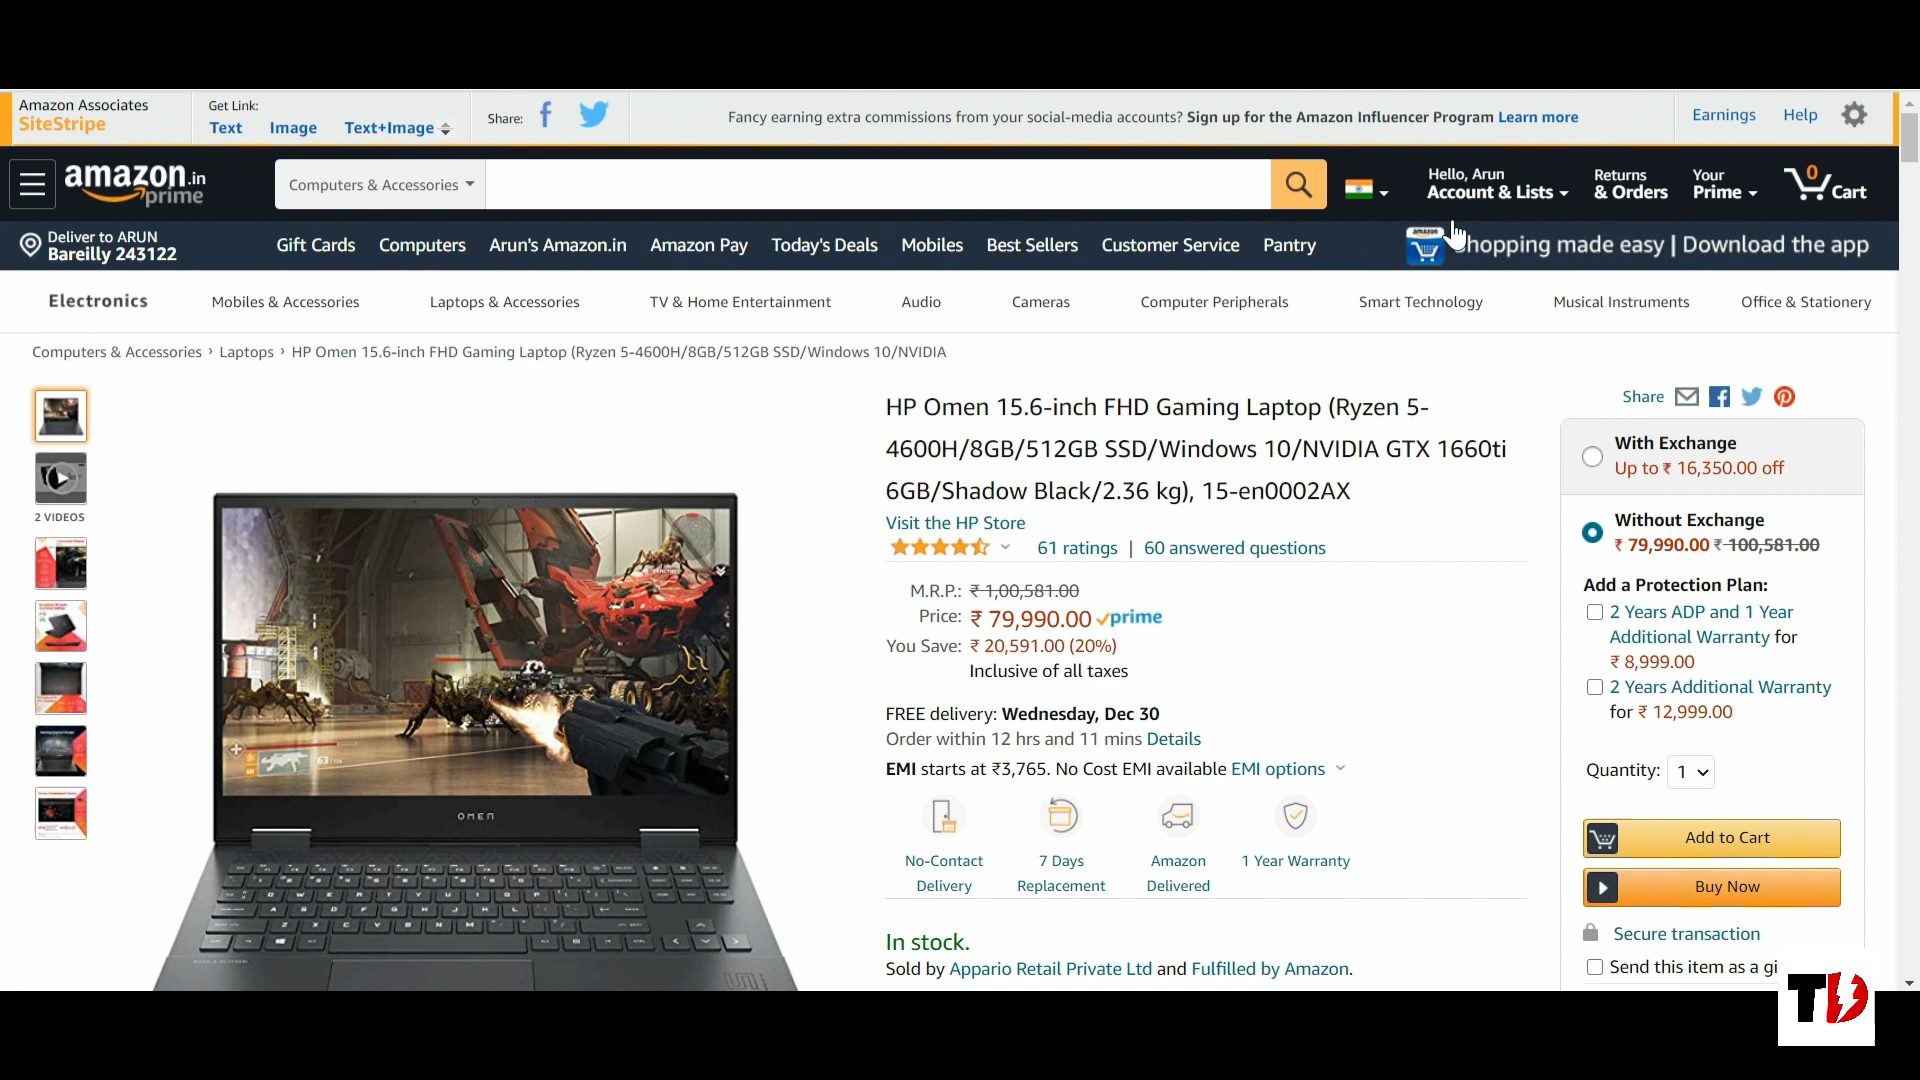 Amazon Associates
SiteStripe
Get Link:
Text Image Text+Image
Share:
Fancy earning extra commissions from your social-media accounts? Sign up for the Amazon Influencer Program Learn more
Earnings Help
amazon.in
prime
Computers & Accessories
Hello, Arun
Account & Lists
Returns
& Orders
Your
Prime
0
Cart
Deliver to ARUN
Bareilly 243122
Gift Cards Computers Arun's Amazon.in Amazon Pay Today's Deals Mobiles Best Sellers Customer Service Pantry
amazon
hopping made easy | Download the app
Electronics Mobiles & Accessories Laptops & Accessories TV & Home Entertainment Audio Cameras Computer Peripherals Smart Technology Musical Instruments Office & Stationery
Computers & Accessories › Laptops › HP Omen 15.6-inch FHD Gaming Laptop (Ryzen 5-4600H/8GB/512GB SSD/Windows 10/NVIDIA
2 VIDEOS
OMEN
HP Omen 15.6-inch FHD Gaming Laptop (Ryzen 5-
4600H/8GB/512GB SSD/Windows 10/NVIDIA GTX 1660ti
6GB/Shadow Black/2.36 kg), 15-en0002AX
Visit the HP Store
61 ratings | 60 answered questions
M.R.P.: ₹ 1,00,581.00
Price: ₹ 79,990.00 prime
You Save: ₹ 20,591.00 (20%)
Inclusive of all taxes
FREE delivery: Wednesday, Dec 30
Order within 12 hrs and 11 mins Details
EMI starts at ₹3,765. No Cost EMI available EMI options
No-Contact
Delivery
7 Days
Replacement
Amazon
Delivered
1 Year Warranty
In stock.
Sold by Appario Retail Private Ltd and Fulfilled by Amazon.
Share
With Exchange
Up to ₹ 16,350.00 off
Without Exchange
₹ 79,990.00 ₹ 100,581.00
Add a Protection Plan:
2 Years ADP and 1 Year
Additional Warranty for
₹ 8,999.00
2 Years Additional Warranty
for ₹ 12,999.00
Quantity: 1
Add to Cart
Buy Now
Secure transaction
Send this item as a gi
TD